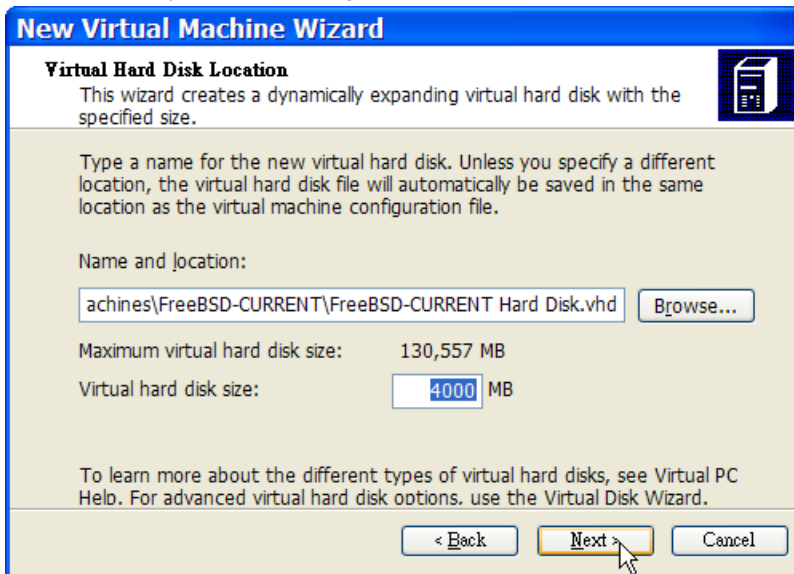 New Virtual Machine Wizard
Virtual Hard Disk Location
This wizard creates a dynamically expanding virtual hard disk with the
specified size.
Type a name for the new virtual hard disk. Unless you specify a different
location, the virtual hard disk file will automatically be saved in the same
location as the virtual machine configuration file.
Name and location:
achines\FreeBSD-CURRENT\FreeBSD-CURRENT Hard Disk.vhd Browse...
Maximum virtual hard disk size: 130,557 MB
Virtual hard disk size: 4000 MB
To learn more about the different types of virtual hard disks, see Virtual PC
Help. For advanced virtual hard disk options, use the Virtual Disk Wizard.
< Back Next > Cancel